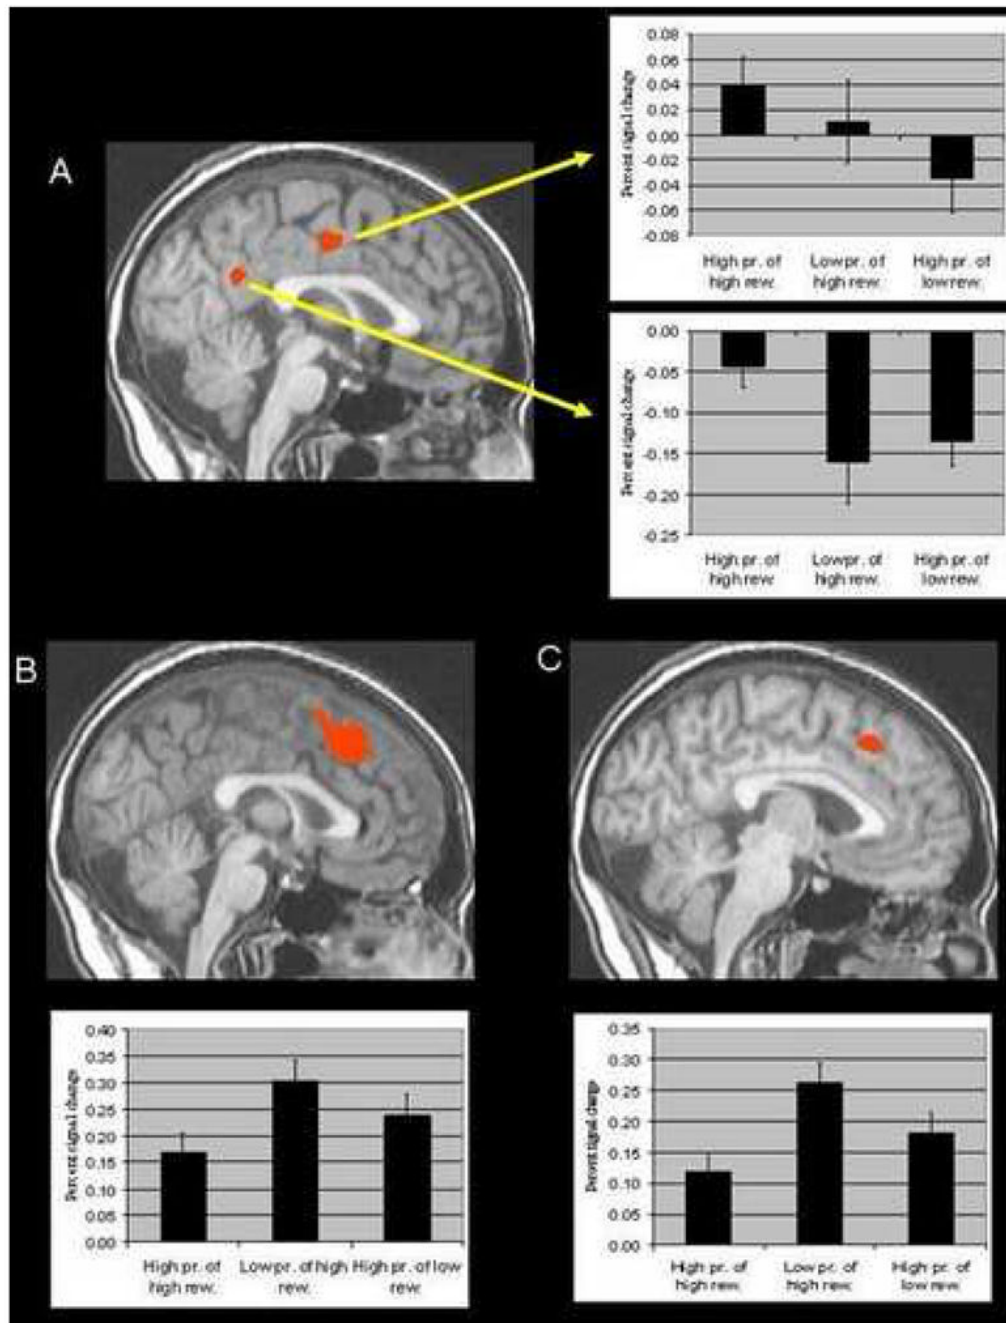 A
Percent signal change
0.08
0.06
0.04
0.02
0.00
-0.02
-0.04
-0.06
-0.08
High pr. of
high rew.
Low pr. of
high rew.
High pr. of
low rew.
Percent signal change
0.00
-0.05
-0.10
-0.15
-0.20
-0.25
High pr. of
high rew.
Low pr. of
high rew.
High pr. of
low rew.
B
Percent signal change
0.40
0.35
0.30
0.25
0.20
0.15
0.10
0.05
0.00
High pr. of
high rew.
Low pr. of high
rew.
High pr. of low
rew.
C
Percent signal change
0.35
0.30
0.25
0.20
0.15
0.10
0.05
0.00
High pr. of
high rew.
Low pr. of
high rew.
High pr. of
low rew.